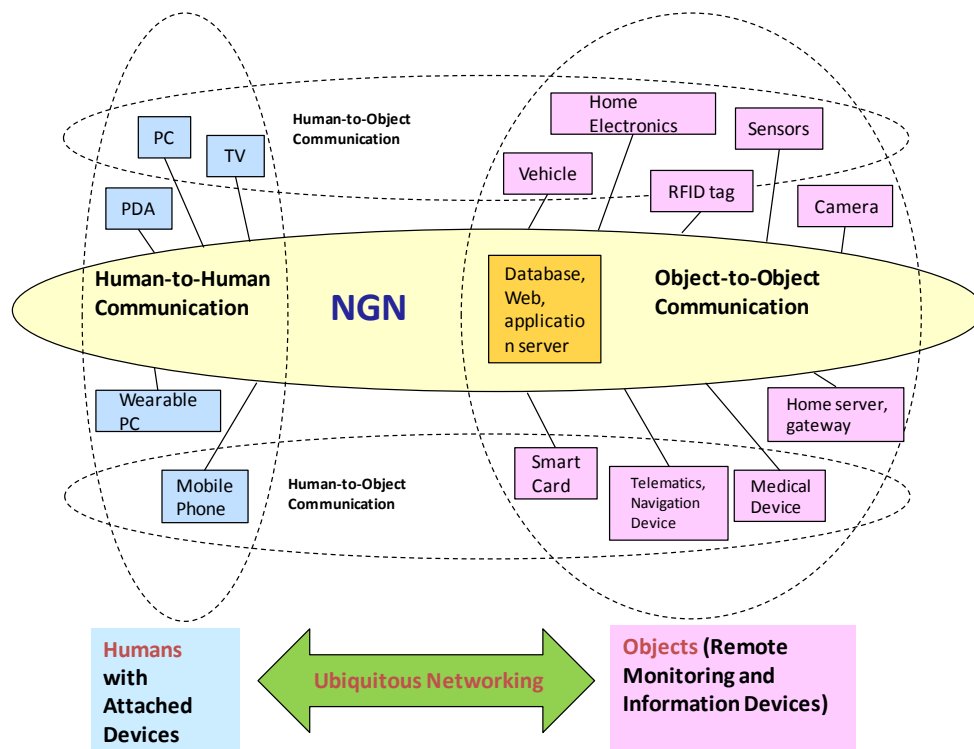 Home
Electronics
Human-to-Object
Communication
PC
Sensors
TV
Vehicle
RFID tag
PDA
Camera
Human-to-Human
Communication
NGN
Database,
Web,
applicatio
n server
Object-to-Object
Communication
Wearable
PC
Home server,
gateway
Mobile
Phone
Human-to-Object
Communication
Smart
Card
Telematics,
Navigation
Device
Medical
Device
Humans
with
Attached
Devices
Ubiquitous Networking
Objects (Remote
Monitoring and
Information Devices)